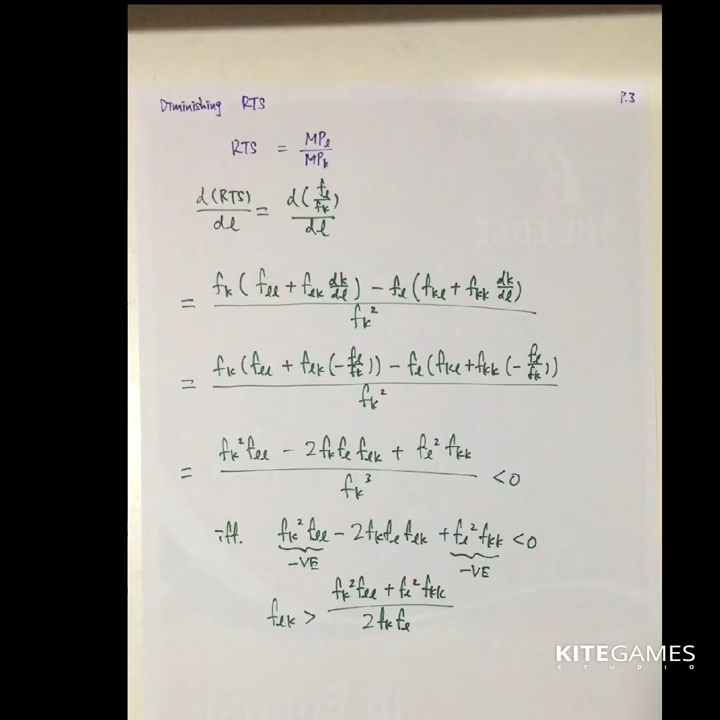 Diminishing RTS P.3
RTS = MPℓ/MPk
d(RTS)/dℓ = d(fℓ/fk)/dℓ
= (fk(fℓℓ + fℓk dk/dℓ) − fℓ(fkℓ + fkk dk/dℓ))/fk²
= (fk(fℓℓ + fℓk(−fℓ/fk)) − fℓ(fkℓ + fkk(−fℓ/fk)))/fk²
= (fk²fℓℓ − 2fkfℓfℓk + fℓ²fkk)/fk³ < 0
iff. fk²fℓℓ − 2fkfℓfℓk + fℓ²fkk < 0
−VE −VE
fℓk > (fk²fℓℓ + fℓ²fkk)/2fkfℓ
KITEGAMES
STUDIO